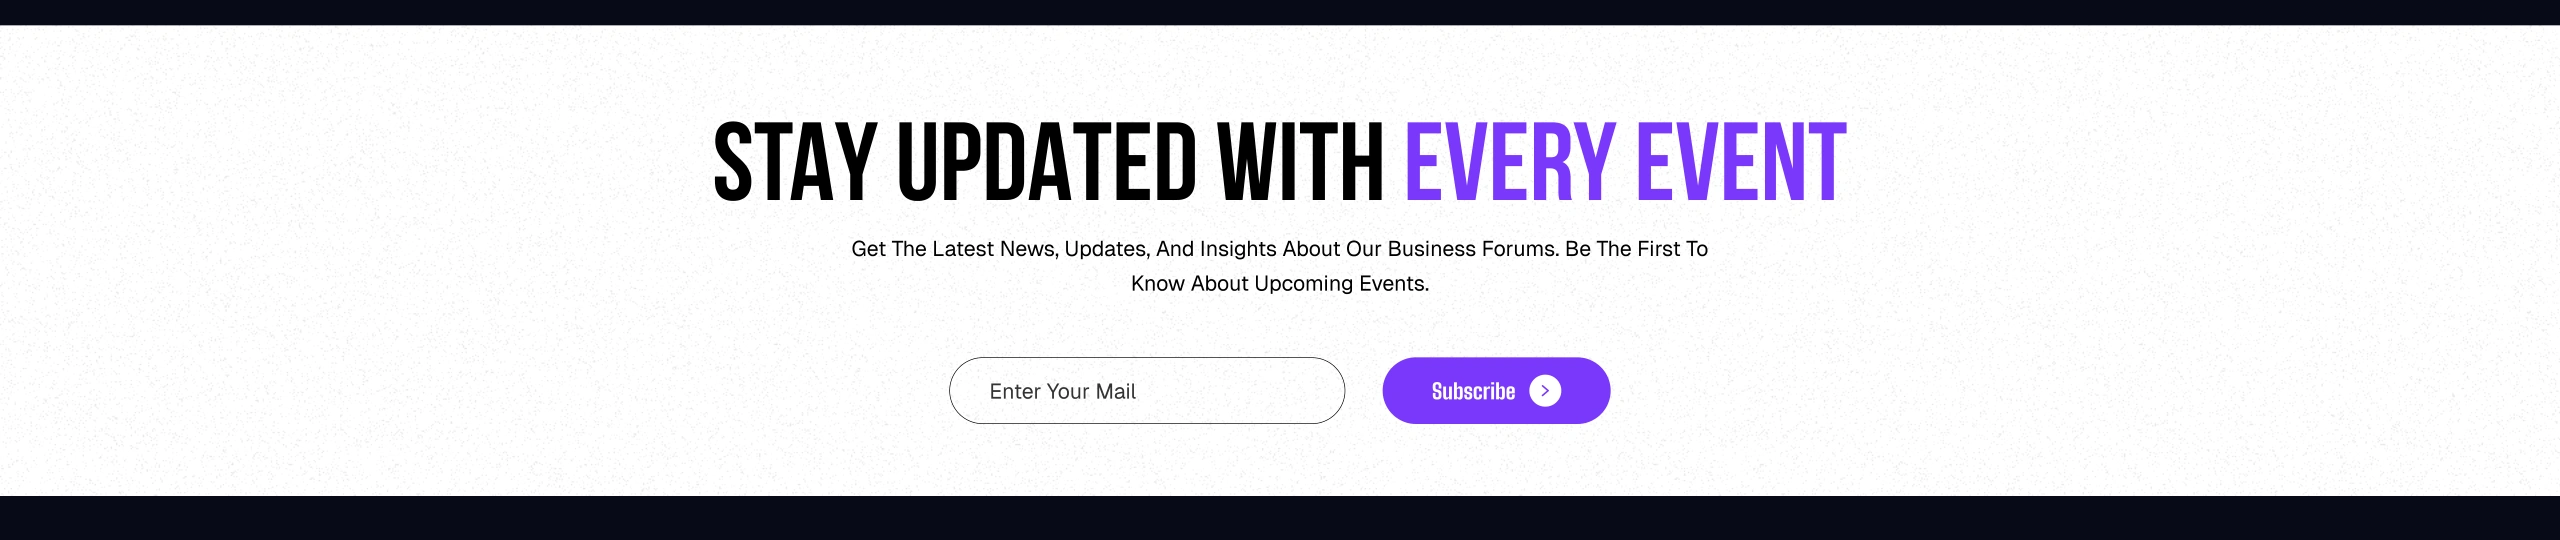 STAY UPDATED WITH EVERY EVENT
Get The Latest News, Updates, And Insights About Our Business Forums. Be The First To
Know About Upcoming Events.
Enter Your Mail
Subscribe